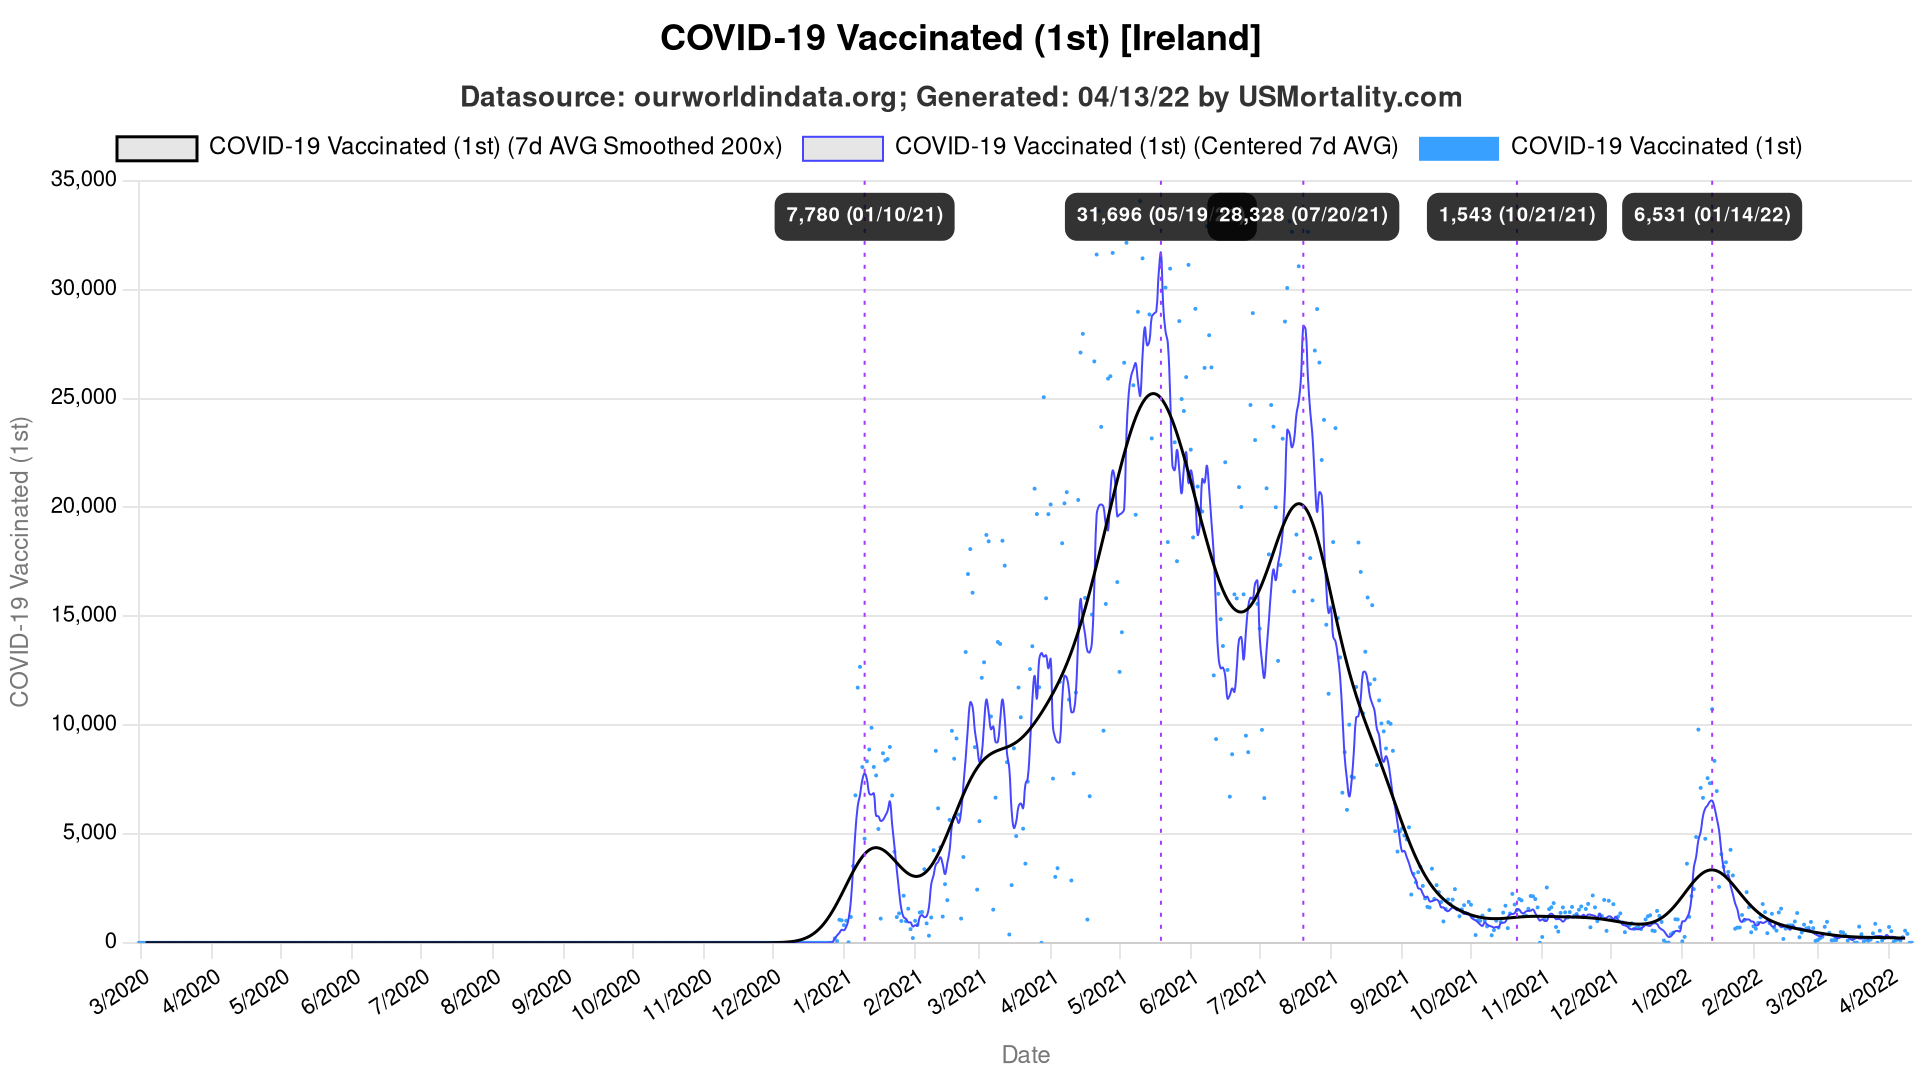 COVID-19 Vaccinated (1st) [Ireland]
Datasource: ourworldindata.org; Generated: 04/13/22 by USMortality.com
COVID-19 Vaccinated (1st) (7d AVG Smoothed 200x) COVID-19 Vaccinated (1st) (Centered 7d AVG) COVID-19 Vaccinated (1st)
35,000
7,780 (01/10/21) 31,696 (05/19/ 28,328 (07/20/21) 1,543 (10/21/21) 6,531 (01/14/22)
30,000
25,000
20,000
15,000
10,000
5,000
0
COVID-19 Vaccinated (1st)
3/2020 4/2020 5/2020 6/2020 7/2020 8/2020 9/2020 10/2020 11/2020 12/2020 1/2021 2/2021 3/2021 4/2021 5/2021 6/2021 7/2021 8/2021 9/2021 10/2021 11/2021 12/2021 1/2022 2/2022 3/2022 4/2022
Date